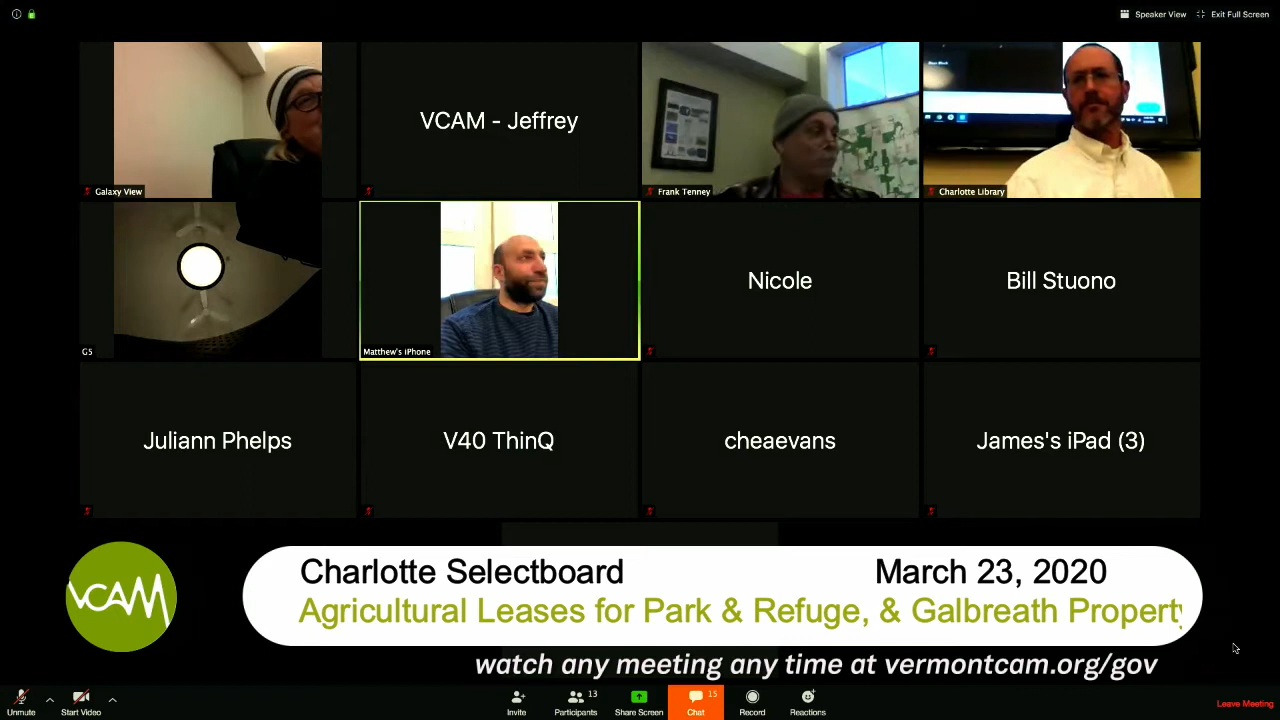 Speaker View
Exit Full Screen
VCAM - Jeffrey
Galaxy View
Frank Tenney
Charlotte Library
Nicole
Bill Stuono
G5
Matthew's iPhone
Juliann Phelps
V40 ThinQ
cheaevans
James's iPad (3)
VCAM
Charlotte Selectboard
March 23, 2020
Agricultural Leases for Park & Refuge, & Galbreath Property
watch any meeting any time at vermontcam.org/gov
Unmute
Start Video
Invite
13
Participants
Share Screen
15
Chat
Record
Reactions
Leave Meeting